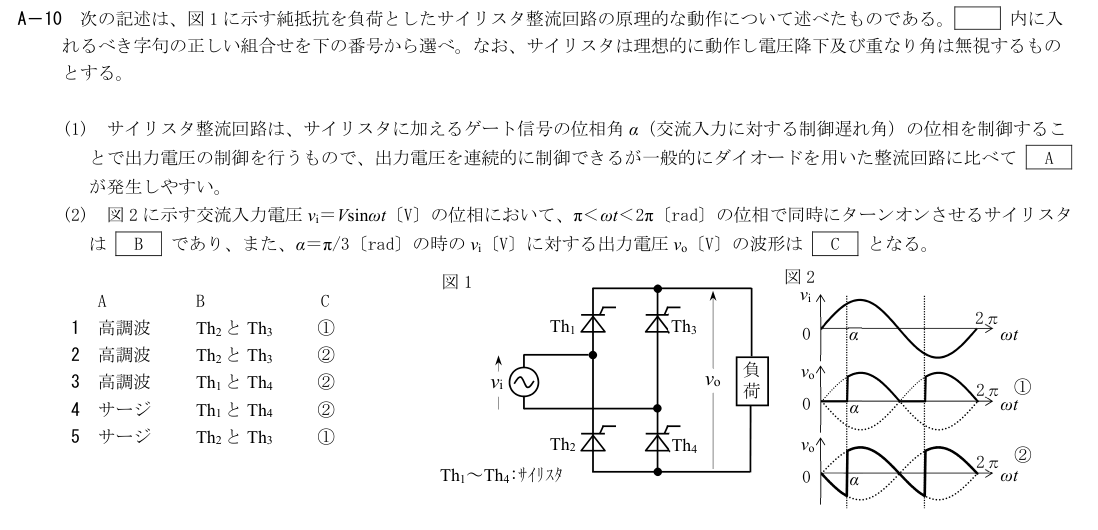 A－10 次の記述は、図１に示す純抵抗を負荷としたサイリスタ整流回路の原理的な動作について述べたものである。 内に入
れるべき字句の正しい組合せを下の番号から選べ。なお、サイリスタは理想的に動作し電圧降下及び重なり角は無視するもの
とする。
(1) サイリスタ整流回路は、サイリスタに加えるゲート信号の位相角 α（交流入力に対する制御遅れ角）の位相を制御するこ
とで出力電圧の制御を行うもので、出力電圧を連続的に制御できるが一般的にダイオードを用いた整流回路に比べて A
が発生しやすい。
(2) 図２に示す交流入力電圧 vi＝Vsinωt〔V〕の位相において、π＜ωt＜2π〔rad〕の位相で同時にターンオンさせるサイリスタ
は B であり、また、α＝π/3〔rad〕の時の vi〔V〕に対する出力電圧 vo〔V〕の波形は C となる。
A B C
1 高調波 Th2 と Th3 ①
2 高調波 Th2 と Th3 ②
3 高調波 Th1 と Th4 ②
4 サージ Th1 と Th4 ②
5 サージ Th2 と Th3 ①
図１
Th1 Th3
vi vo 負荷
Th2 Th4
Th1～Th4：サイリスタ
図２
vi
0 α 2π ωt
vo
0 α 2π ωt ①
vo
0 α 2π ωt ②